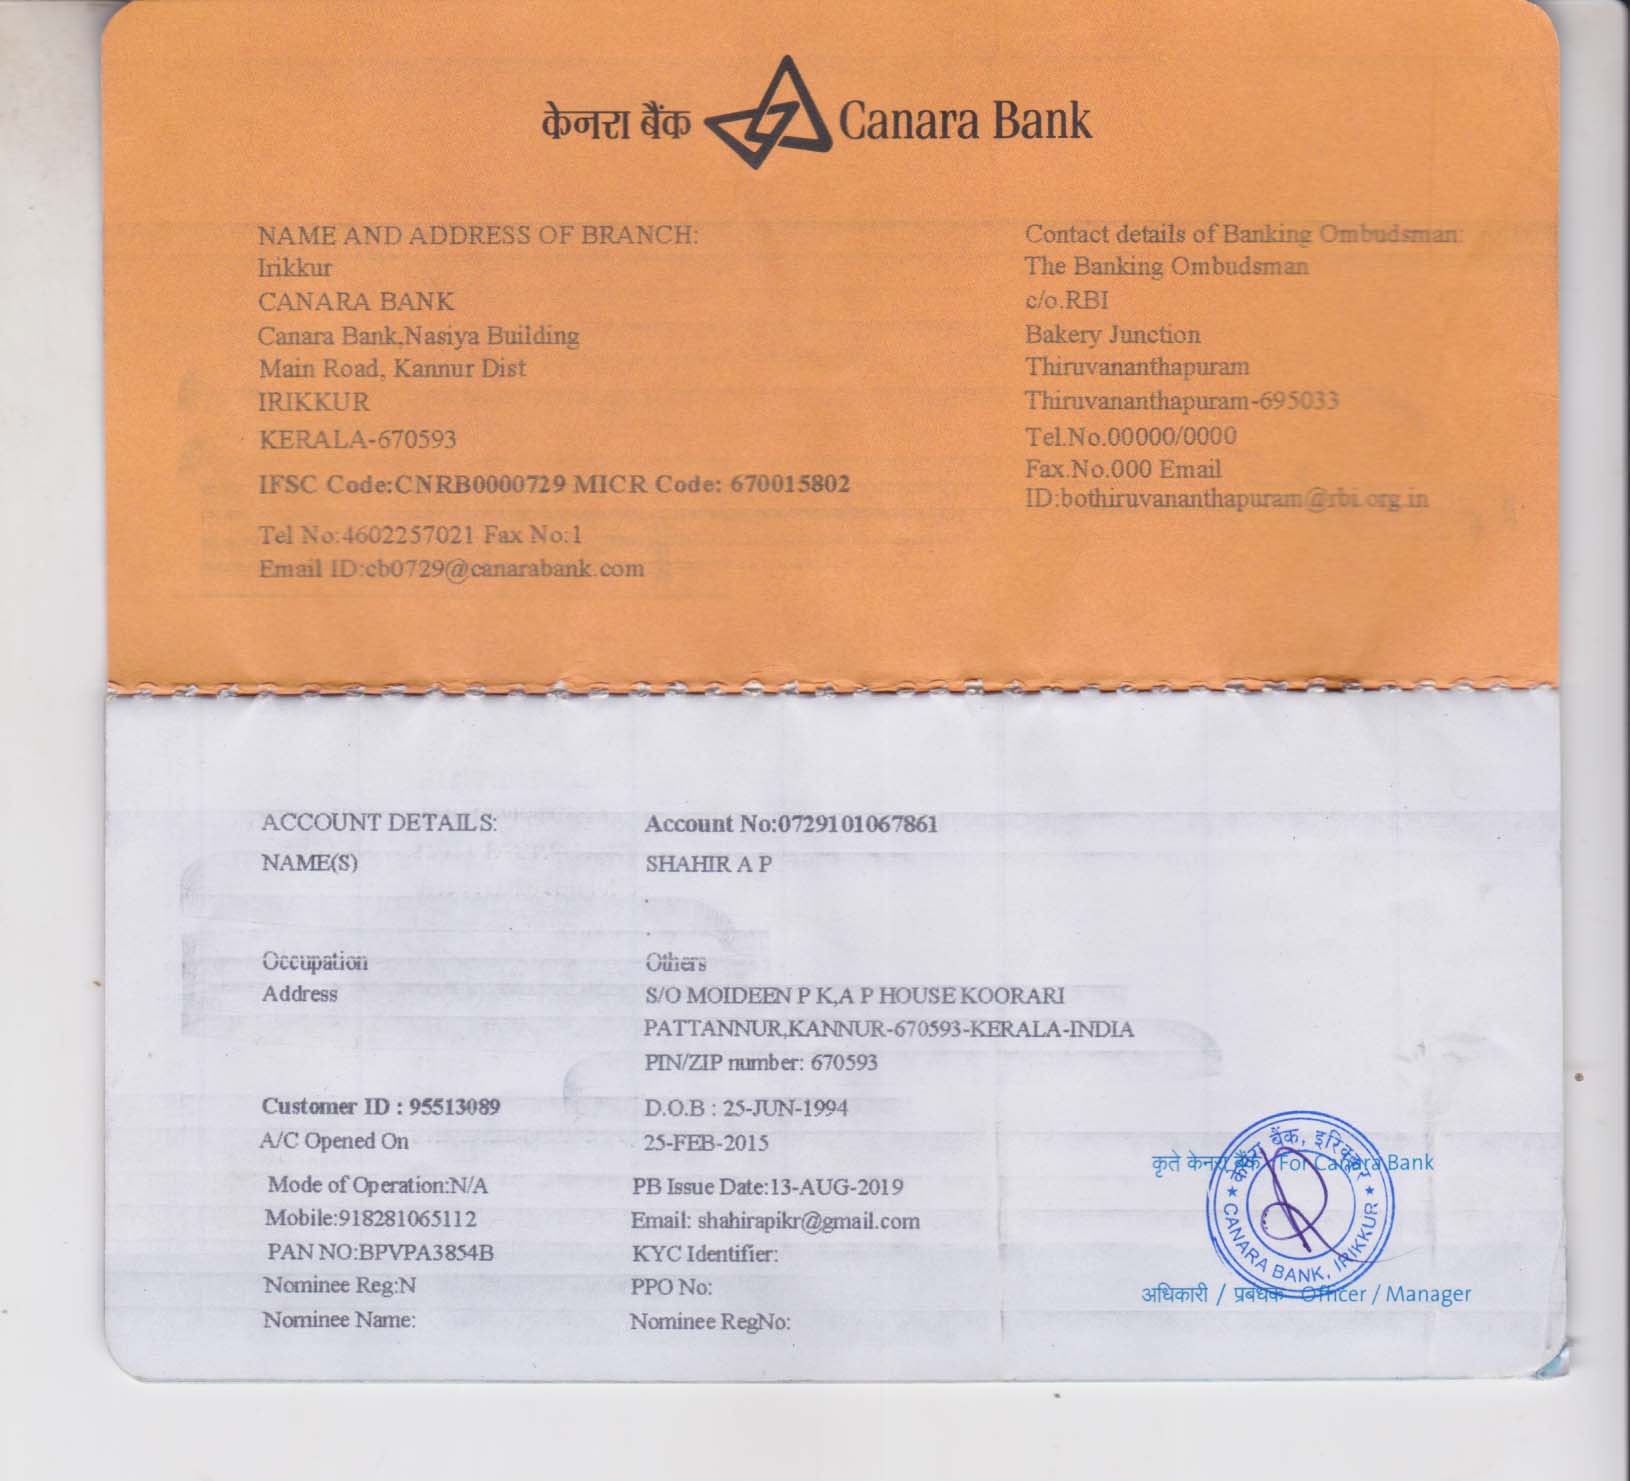 केनरा बैंक Canara Bank
NAME AND ADDRESS OF BRANCH:
Irikkur
CANARA BANK
Canara Bank,Nasiya Building
Main Road, Kannur Dist
IRIKKUR
KERALA-670593
IFSC Code:CNRB0000729 MICR Code: 670015802
Tel No:4602257021 Fax No:1
Email ID:cb0729@canarabank.com
Contact details of Banking Ombudsman:
The Banking Ombudsman
c/o.RBI
Bakery Junction
Thiruvananthapuram
Thiruvananthapuram-695033
Tel.No.00000/0000
Fax.No.000 Email
ID:bothiruvananthapuram@rbi.org.in
ACCOUNT DETAILS: Account No:0729101067861
NAME(S) SHAHIR A P
Occupation Others
Address S/O MOIDEEN P K,A P HOUSE KOORARI
PATTANNUR,KANNUR-670593-KERALA-INDIA
PIN/ZIP number: 670593
Customer ID : 95513089 D.O.B : 25-JUN-1994
A/C Opened On 25-FEB-2015
Mode of Operation:N/A PB Issue Date:13-AUG-2019
Mobile:918281065112 Email: shahirapikr@gmail.com
PAN NO:BPVPA3854B KYC Identifier:
Nominee Reg:N PPO No:
Nominee Name: Nominee RegNo:
कृते केनरा बैंक For Canara Bank
केनरा बैंक, इरिक्कूर
CANARA BANK, IRIKKUR
अधिकारी / प्रबंधक Officer / Manager